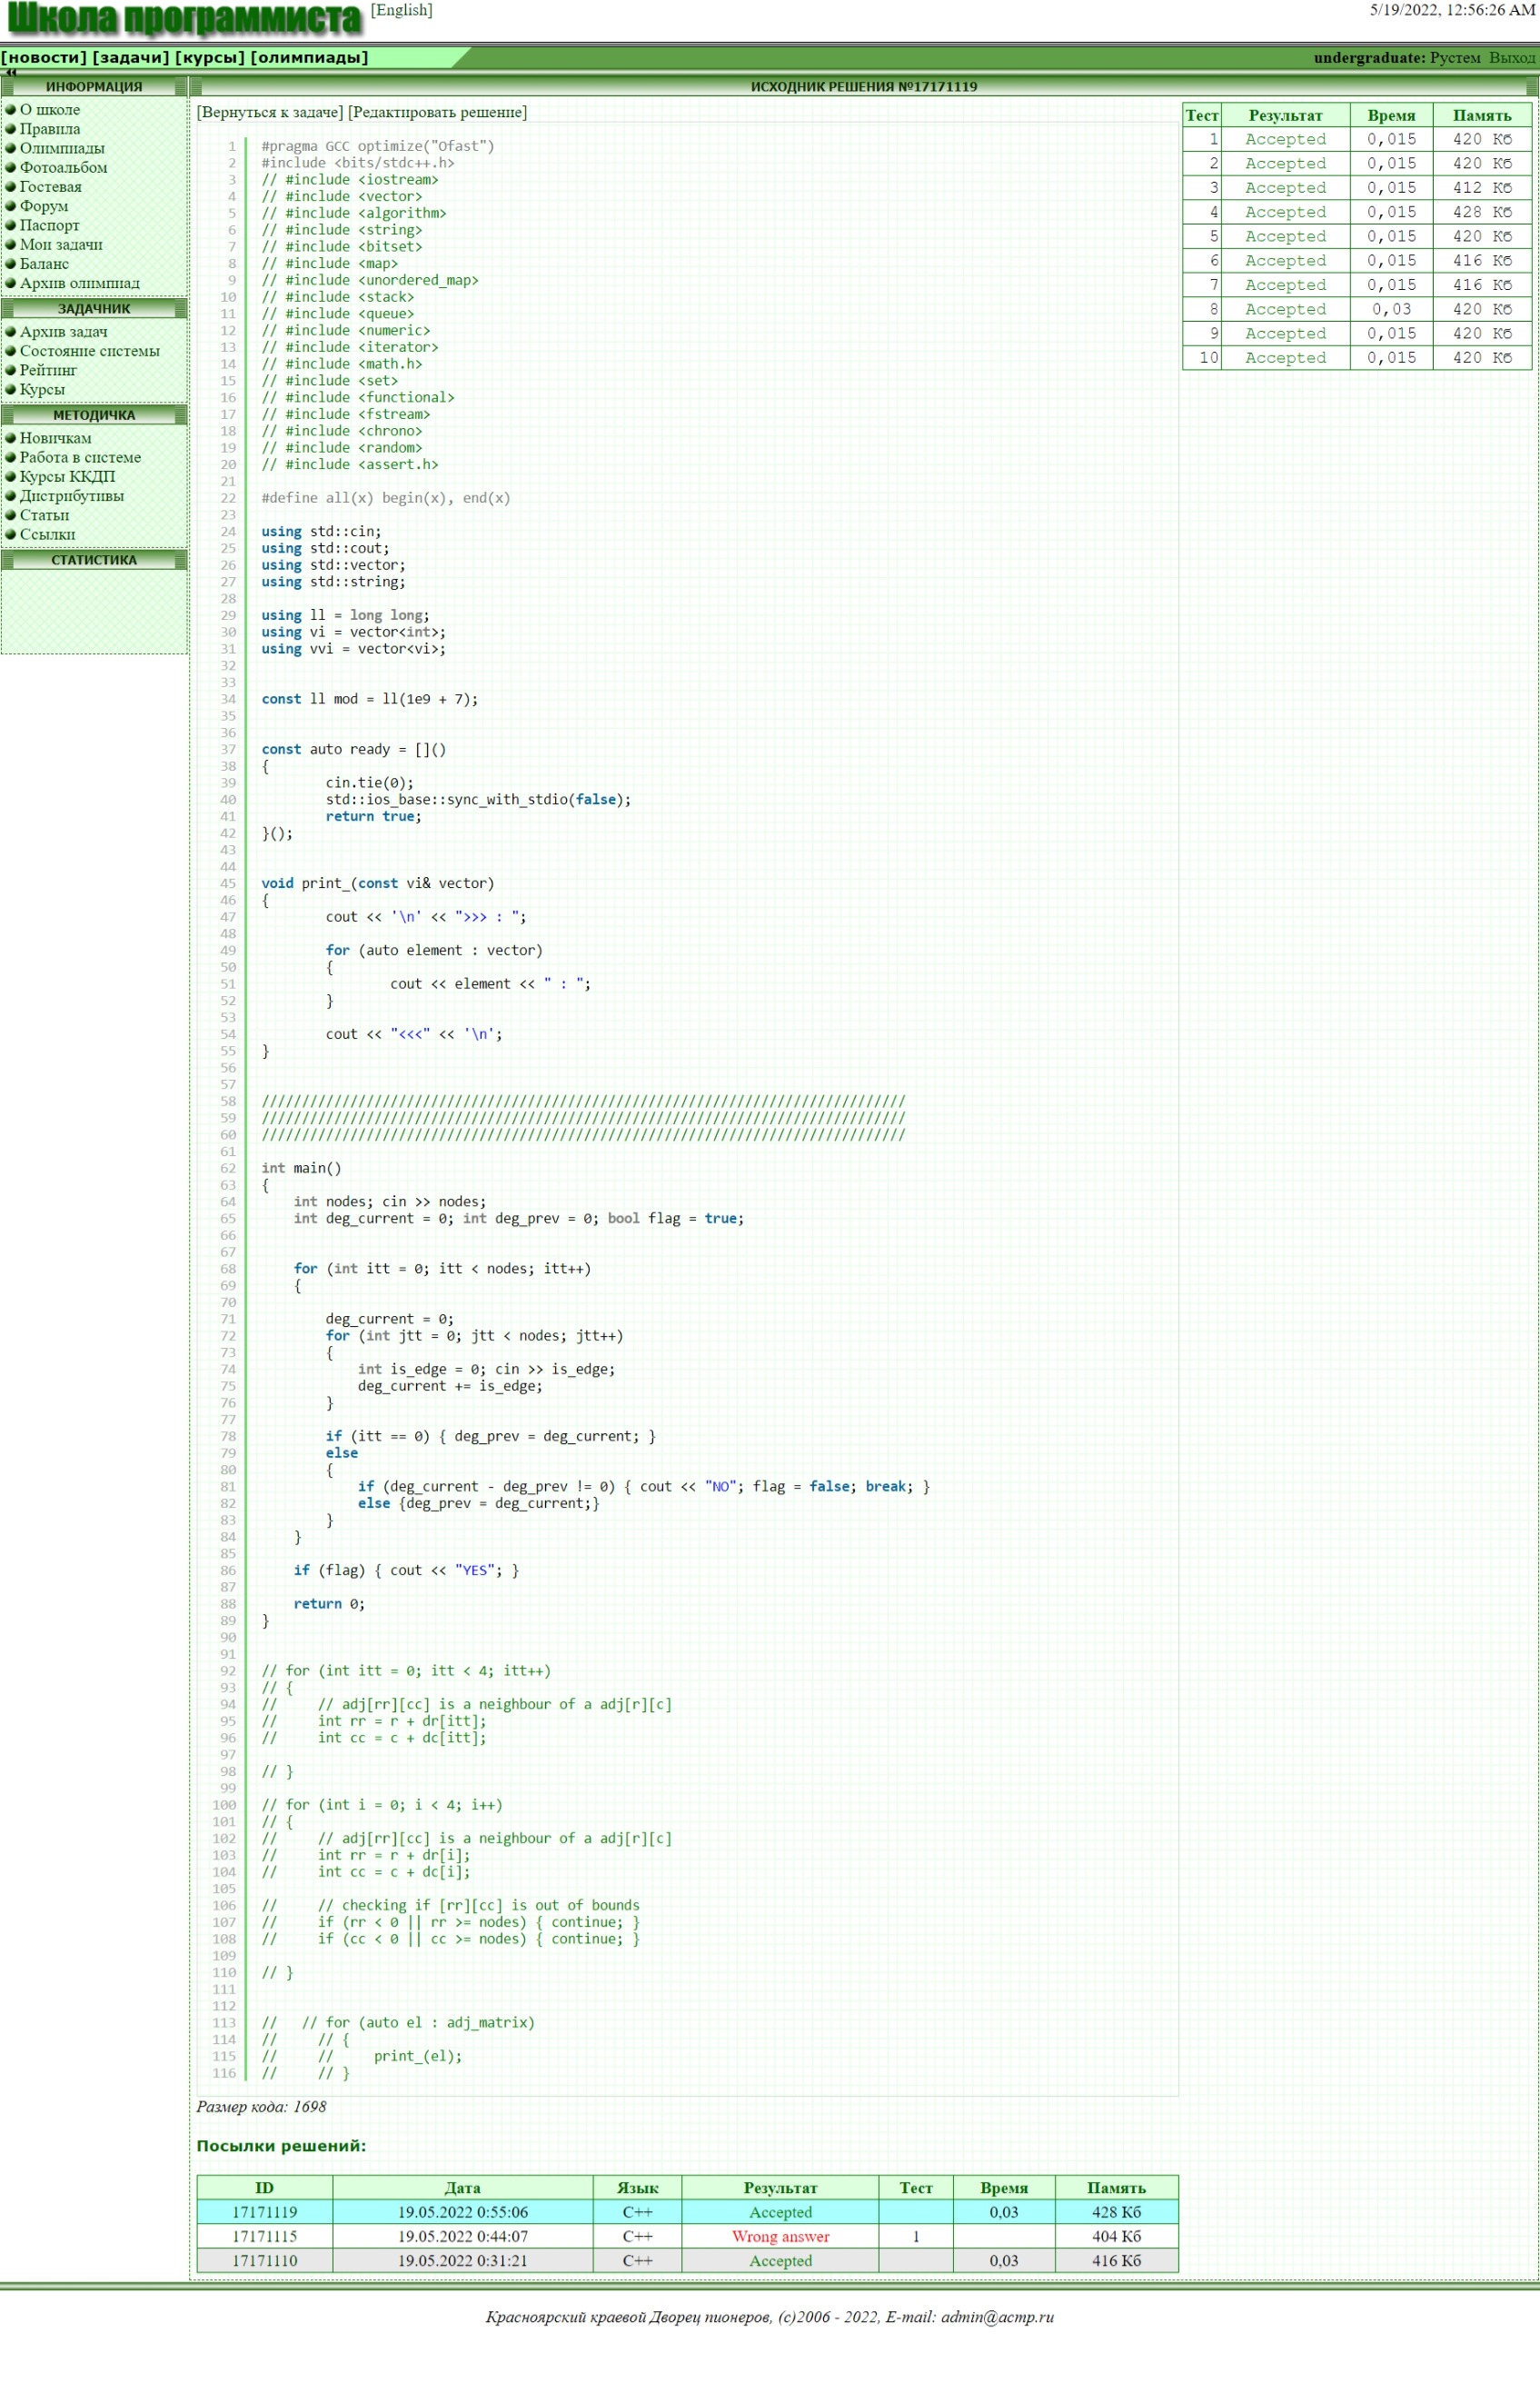 Школа программиста
[English]
5/19/2022, 12:56:26 AM
[новости] [задачи] [курсы] [олимпиады]
undergraduate: Рустем Выход
ИНФОРМАЦИЯ
О школе
Правила
Олимпиады
Фотоальбом
Гостевая
Форум
Паспорт
Мои задачи
Баланс
Архив олимпиад
ЗАДАЧНИК
Архив задач
Состояние системы
Рейтинг
Курсы
МЕТОДИЧКА
Новичкам
Работа в системе
Курсы ККДП
Дистрибутивы
Статьи
Ссылки
СТАТИСТИКА
ИСХОДНИК РЕШЕНИЯ №17171119
[Вернуться к задаче] [Редактировать решение]
1 #pragma GCC optimize("Ofast")
2 #include <bits/stdc++.h>
3 // #include <iostream>
4 // #include <vector>
5 // #include <algorithm>
6 // #include <string>
7 // #include <bitset>
8 // #include <map>
9 // #include <unordered_map>
10 // #include <stack>
11 // #include <queue>
12 // #include <numeric>
13 // #include <iterator>
14 // #include <math.h>
15 // #include <set>
16 // #include <functional>
17 // #include <fstream>
18 // #include <chrono>
19 // #include <random>
20 // #include <assert.h>
21
22 #define all(x) begin(x), end(x)
23
24 using std::cin;
25 using std::cout;
26 using std::vector;
27 using std::string;
28
29 using ll = long long;
30 using vi = vector<int>;
31 using vvi = vector<vi>;
32
33
34 const ll mod = ll(1e9 + 7);
35
36
37 const auto ready = []()
38 {
39 cin.tie(0);
40 std::ios_base::sync_with_stdio(false);
41 return true;
42 }();
43
44
45 void print_(const vi& vector)
46 {
47 cout << '\n' << ">>> : ";
48
49 for (auto element : vector)
50 {
51 cout << element << " : ";
52 }
53
54 cout << "<<<" << '\n';
55 }
56
57
58 ////////////////////////////////////////////////////////////////////////////////
59 ////////////////////////////////////////////////////////////////////////////////
60 ////////////////////////////////////////////////////////////////////////////////
61
62 int main()
63 {
64 int nodes; cin >> nodes;
65 int deg_current = 0; int deg_prev = 0; bool flag = true;
66
67
68 for (int itt = 0; itt < nodes; itt++)
69 {
70
71 deg_current = 0;
72 for (int jtt = 0; jtt < nodes; jtt++)
73 {
74 int is_edge = 0; cin >> is_edge;
75 deg_current += is_edge;
76 }
77
78 if (itt == 0) { deg_prev = deg_current; }
79 else
80 {
81 if (deg_current - deg_prev != 0) { cout << "NO"; flag = false; break; }
82 else {deg_prev = deg_current;}
83 }
84 }
85
86 if (flag) { cout << "YES"; }
87
88 return 0;
89 }
90
91
92 // for (int itt = 0; itt < 4; itt++)
93 // {
94 // // adj[rr][cc] is a neighbour of a adj[r][c]
95 // int rr = r + dr[itt];
96 // int cc = c + dc[itt];
97
98 // }
99
100 // for (int i = 0; i < 4; i++)
101 // {
102 // // adj[rr][cc] is a neighbour of a adj[r][c]
103 // int rr = r + dr[i];
104 // int cc = c + dc[i];
105
106 // // checking if [rr][cc] is out of bounds
107 // if (rr < 0 || rr >= nodes) { continue; }
108 // if (cc < 0 || cc >= nodes) { continue; }
109
110 // }
111
112
113 // // for (auto el : adj_matrix)
114 // // {
115 // // print_(el);
116 // // }
Тест Результат Время Память
1 Accepted 0,015 420 Кб
2 Accepted 0,015 420 Кб
3 Accepted 0,015 412 Кб
4 Accepted 0,015 428 Кб
5 Accepted 0,015 420 Кб
6 Accepted 0,015 416 Кб
7 Accepted 0,015 416 Кб
8 Accepted 0,03 420 Кб
9 Accepted 0,015 420 Кб
10 Accepted 0,015 420 Кб
Размер кода: 1698
Посылки решений:
ID Дата Язык Результат Тест Время Память
17171119 19.05.2022 0:55:06 C++ Accepted 0,03 428 Кб
17171115 19.05.2022 0:44:07 C++ Wrong answer 1 404 Кб
17171110 19.05.2022 0:31:21 C++ Accepted 0,03 416 Кб
Красноярский краевой Дворец пионеров, (c)2006 - 2022, E-mail: admin@acmp.ru